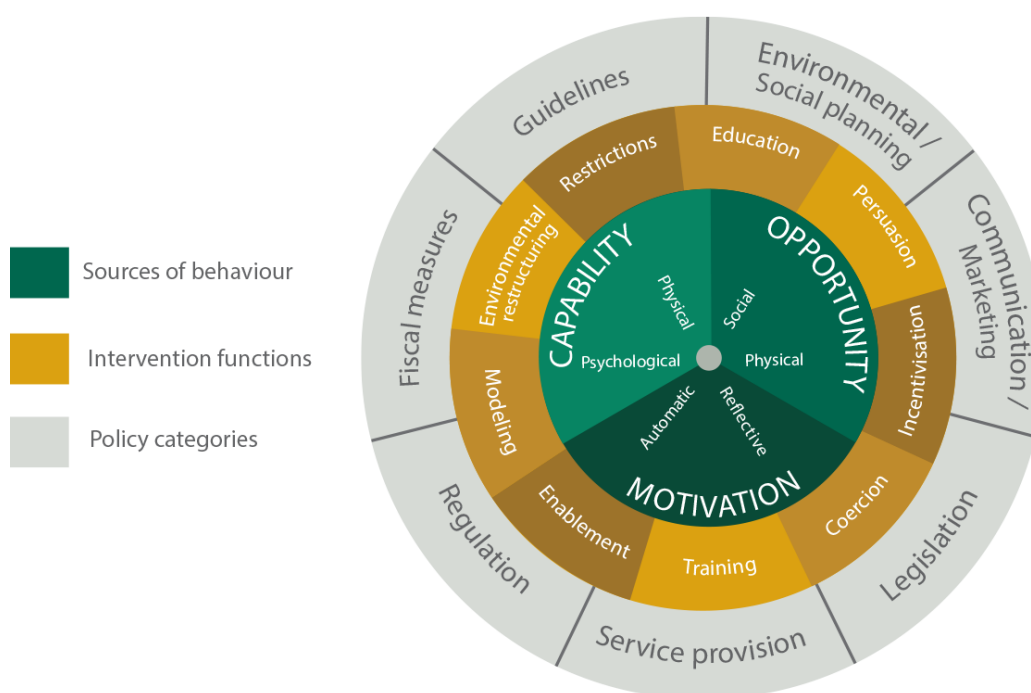 Sources of behaviour
Intervention functions
Policy categories
Guidelines
Environmental /
Social planning
Communication /
Marketing
Legislation
Service provision
Regulation
Fiscal measures
Restrictions
Education
Persuasion
Incentivisation
Coercion
Training
Enablement
Modeling
Environmental
restructuring
CAPABILITY
OPPORTUNITY
MOTIVATION
Physical
Social
Psychological
Physical
Automatic
Reflective